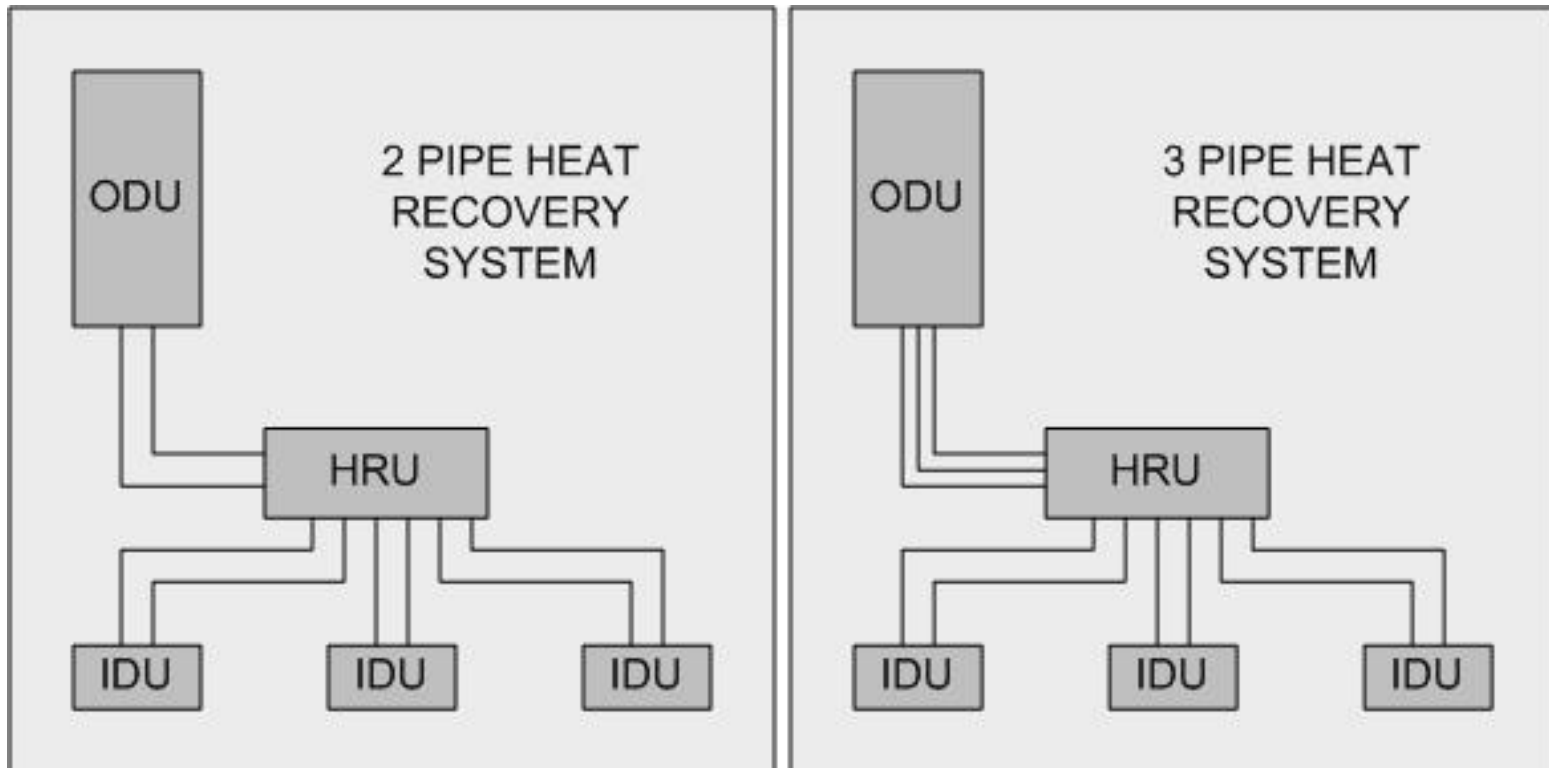 ODU
2 PIPE HEAT
RECOVERY
SYSTEM
HRU
IDU
IDU
IDU
ODU
3 PIPE HEAT
RECOVERY
SYSTEM
HRU
IDU
IDU
IDU